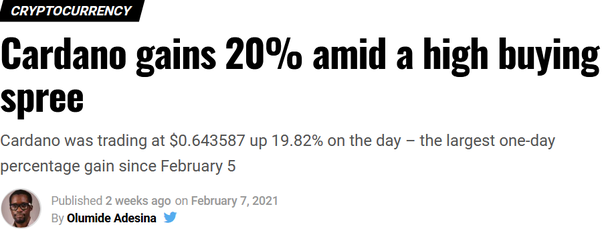 CRYPTOCURRENCY
Cardano gains 20% amid a high buying
spree
Cardano was trading at $0.643587 up 19.82% on the day – the largest one-day
percentage gain since February 5
Published 2 weeks ago on February 7, 2021
By Olumide Adesina